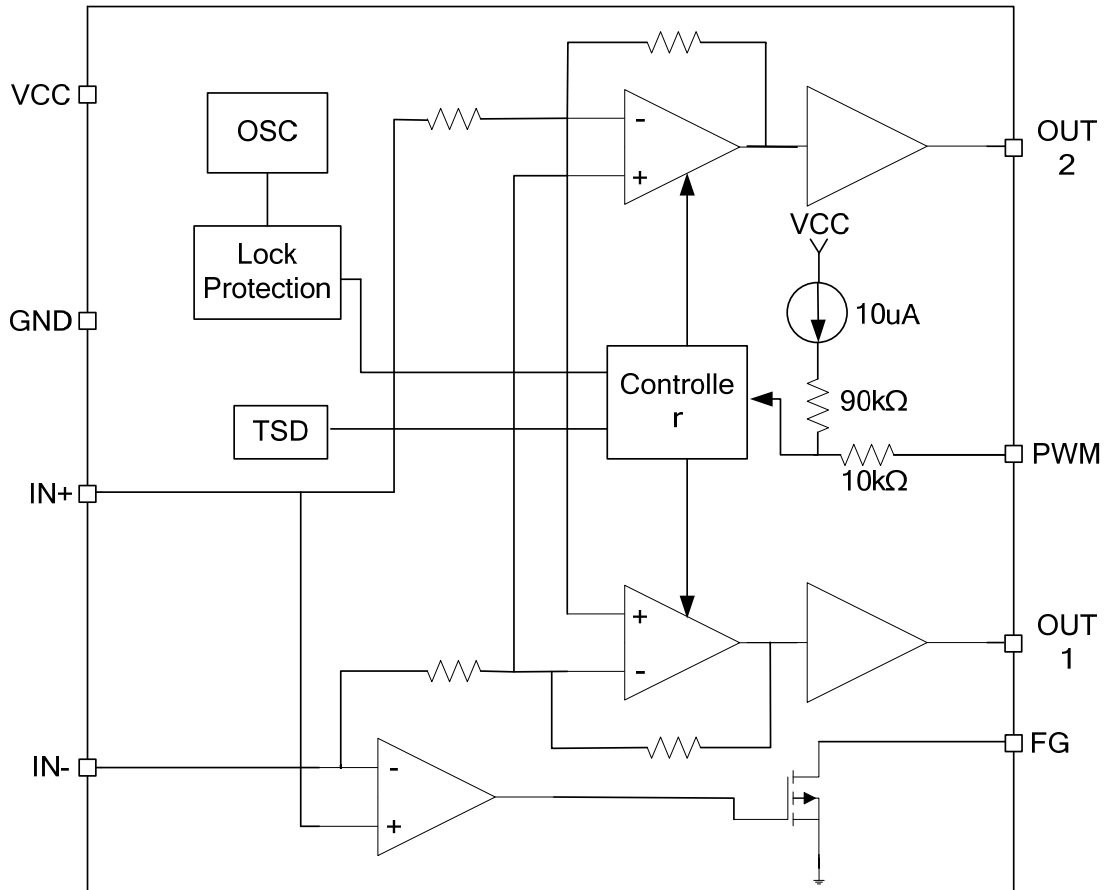 VCC
OSC
Lock
Protection
GND
TSD
IN+
IN-
-
+
OUT
2
VCC
10uA
90kΩ
Controlle
r
PWM
10kΩ
+
-
OUT
1
FG
-
+